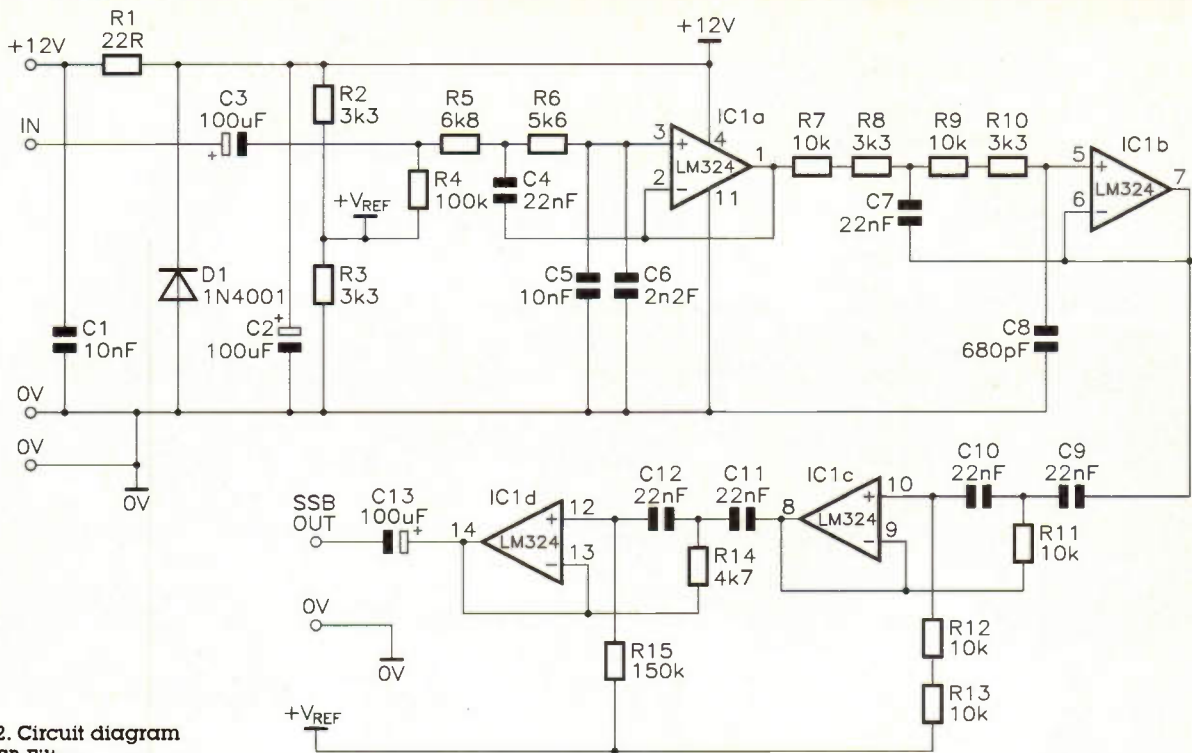 +12V
R1
22R
+12V
C3
100uF
IN
+
R2
3k3
R5
6k8
R6
5k6
IC1a
3
+
4
LM324
1
2
-
11
R7
10k
R8
3k3
R9
10k
R10
3k3
5
+
IC1b
LM324
7
6
-
R4
100k
C4
22nF
+VREF
C7
22nF
D1
1N4001
R3
3k3
C5
10nF
C6
2n2F
C1
10nF
+
C2
100uF
C8
680pF
0V
0V
0V
SSB
OUT
C13
100uF
+
14
IC1d
LM324
12
+
13
-
C12
22nF
C11
22nF
8
IC1c
LM324
10
+
9
-
C10
22nF
C9
22nF
R11
10k
R14
4k7
0V
0V
R15
150k
R12
10k
R13
10k
+VREF
2. Circuit diagram